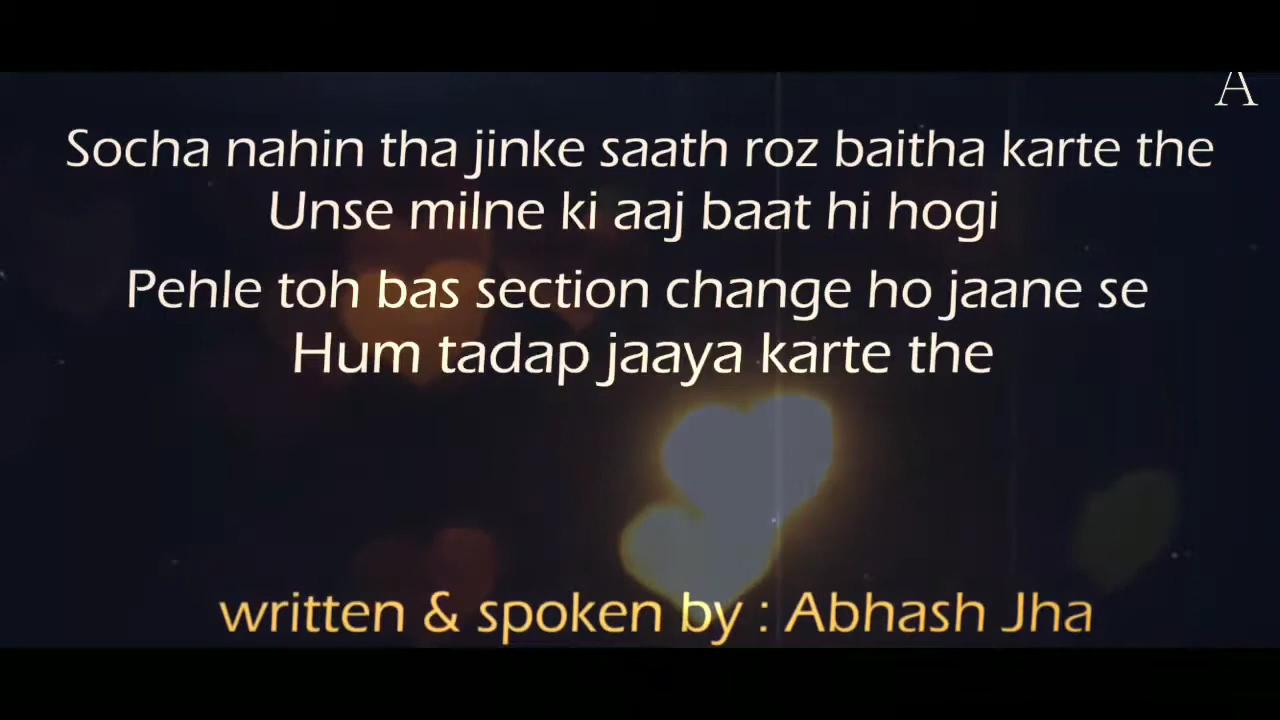 A
Socha nahin tha jinke saath roz baitha karte the
Unse milne ki aaj baat hi hogi
Pehle toh bas section change ho jaane se
Hum tadap jaaya karte the
written & spoken by : Abhash Jha